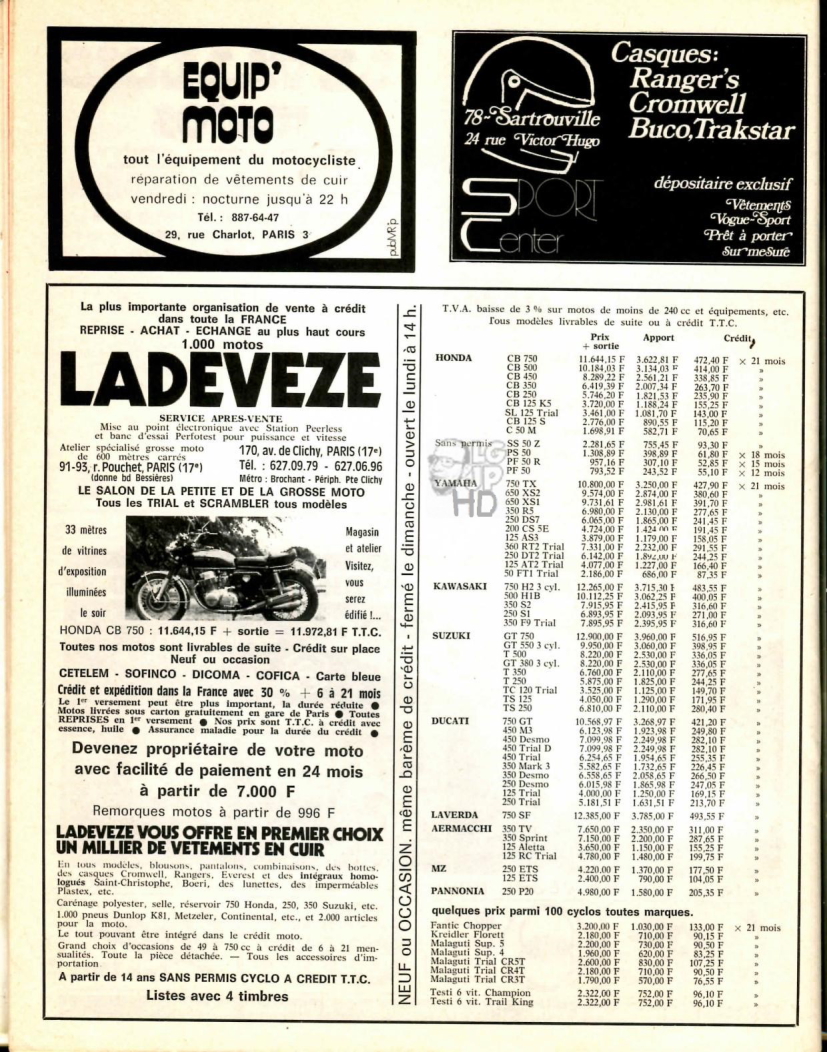 EQUIP'
MOTO
tout l'équipement du motocycliste
réparation de vêtements de cuir
vendredi : nocturne jusqu'à 22 h
Tél. : 887-64-47
29, rue Charlot, PARIS 3
publiVR.jp
78-Sartrouville
24 rue Victor Hugo
SPORT
Center
Casques:
Ranger's
Cromwell
Buco,Trakstar
dépositaire exclusif
Vêtements
Vogue-Sport
Prêt à porter
Sur meSure
La plus importante organisation de vente à crédit
dans toute la FRANCE
REPRISE - ACHAT - ECHANGE au plus haut cours
1.000 motos
LADEVEZE
SERVICE APRES-VENTE
Mise au point électronique avec Station Peerless
et banc d'essai Perfotest pour puissance et vitesse
Atelier spécialisé grosse moto
de 600 mètres carrés
91-93, r. Pouchet, PARIS (17e)
(donne bd Bessières)
170, av. de Clichy, PARIS (17e)
Tél. : 627.09.79 - 627.06.96
Métro : Brochant - Périph. Pte Clichy
LE SALON DE LA PETITE ET DE LA GROSSE MOTO
Tous les TRIAL et SCRAMBLER tous modèles
33 mètres
de vitrines
d'exposition
illuminées
le soir
Magasin
et atelier
Visitez,
vous
serez
édifié !...
HONDA CB 750 : 11.644,15 F + sortie = 11.972,81 F T.T.C.
Toutes nos motos sont livrables de suite - Crédit sur place
Neuf ou occasion
CETELEM - SOFINCO - DICOMA - COFICA - Carte bleue
Crédit et expédition dans la France avec 30 % + 6 à 21 mois
Le 1er versement peut être plus important, la durée réduite ●
Motos livrées sous carton gratuitement en gare de Paris ● Toutes
REPRISES en 1er versement ● Nos prix sont T.T.C. à crédit avec
essence, huile ● Assurance maladie pour la durée du crédit ●
Devenez propriétaire de votre moto
avec facilité de paiement en 24 mois
à partir de 7.000 F
Remorques motos à partir de 996 F
LADEVEZE VOUS OFFRE EN PREMIER CHOIX
UN MILLIER DE VETEMENTS EN CUIR
En tous modèles, blousons, pantalons, combinaisons, des bottes,
des casques Cromwell, Rangers, Everest et des intégraux homo-
logués Saint-Christophe, Boeri, des lunettes, des imperméables
Plastex, etc.
Carénage polyester, selle, réservoir 750 Honda, 250, 350 Suzuki, etc.
1.000 pneus Dunlop K81, Metzeler, Continental, etc., et 2.000 articles
pour la moto.
Le tout pouvant être intégré dans le crédit moto.
Grand choix d'occasions de 49 à 750 cc à crédit de 6 à 21 men-
sualités. Toute la pièce détachée. — Tous les accessoires d'im-
portation
A partir de 14 ans SANS PERMIS CYCLO A CREDIT T.T.C.
Listes avec 4 timbres
NEUF ou OCCASION. même barème de crédit - fermé le dimanche - ouvert le lundi à 14 h.
T.V.A. baisse de 3 % sur motos de moins de 240 cc et équipements, etc.
Tous modèles livrables de suite ou à crédit T.T.C.
Prix + sortie Apport Crédit
HONDA CB 750 11.644,15 F 3.622,81 F 472,40 F × 21 mois
CB 500 10.184,03 F 3.134,03 F 414,00 F »
CB 450 8.289,22 F 2.561,21 F 338,85 F »
CB 350 6.419,39 F 2.007,34 F 263,70 F »
CB 250 5.746,20 F 1.821,53 F 235,90 F »
CB 125 K5 3.720,00 F 1.188,24 F 155,25 F »
SL 125 Trial 3.461,00 F 1.081,70 F 143,00 F »
CB 125 S 2.776,00 F 890,55 F 115,20 F »
C 50 M 1.698,91 F 582,71 F 70,65 F »
Sans permis SS 50 Z 2.281,65 F 755,45 F 93,30 F »
PS 50 1.308,89 F 398,89 F 61,80 F × 18 mois
PF 50 R 957,16 F 307,10 F 52,85 F × 15 mois
PF 50 793,52 F 243,52 F 55,10 F × 12 mois
YAMAHA 750 TX 10.800,00 F 3.250,00 F 427,90 F × 21 mois
650 XS2 9.574,00 F 2.874,00 F 380,60 F »
650 XS1 9.731,61 F 2.981,61 F 391,70 F »
350 R5 6.980,00 F 2.130,00 F 277,65 F »
250 DS7 6.065,00 F 1.865,00 F 241,45 F »
200 CS 5E 4.724,00 F 1.424,00 F 191,45 F »
125 AS3 3.879,00 F 1.179,00 F 158,05 F »
360 RT2 Trial 7.331,00 F 2.232,00 F 291,55 F »
250 DT2 Trial 6.142,00 F 1.892,00 F 244,25 F »
125 AT2 Trial 4.077,00 F 1.227,00 F 166,40 F »
50 FT1 Trial 2.186,00 F 686,00 F 87,35 F »
KAWASAKI 750 H2 3 cyl. 12.265,00 F 3.715,30 F 483,55 F »
500 H1B 10.112,25 F 3.062,25 F 400,05 F »
350 S2 7.915,95 F 2.415,95 F 316,60 F »
250 S1 6.893,95 F 2.093,95 F 271,00 F »
350 F9 Trial 7.895,95 F 2.395,95 F 316,60 F »
SUZUKI GT 750 12.900,00 F 3.960,00 F 516,95 F »
GT 550 3 cyl. 9.950,00 F 3.060,00 F 398,95 F »
T 500 8.220,00 F 2.530,00 F 336,05 F »
GT 380 3 cyl. 8.220,00 F 2.530,00 F 336,05 F »
T 350 6.760,00 F 2.110,00 F 277,65 F »
T 250 5.875,00 F 1.825,00 F 244,25 F »
TC 120 Trial 3.525,00 F 1.125,00 F 149,70 F »
TS 125 4.050,00 F 1.290,00 F 171,95 F »
TS 250 6.810,00 F 2.110,00 F 280,40 F »
DUCATI 750 GT 10.568,97 F 3.268,97 F 421,20 F »
450 M3 6.123,98 F 1.923,98 F 249,80 F »
450 Desmo 7.099,98 F 2.249,98 F 282,10 F »
450 Trial D 7.099,98 F 2.249,98 F 282,10 F »
450 Trial 6.254,65 F 1.954,65 F 255,35 F »
350 Mark 3 5.582,65 F 1.732,65 F 226,45 F »
350 Desmo 6.558,65 F 2.058,65 F 266,50 F »
250 Desmo 6.015,98 F 1.865,98 F 247,05 F »
125 Trial 4.000,00 F 1.250,00 F 169,15 F »
250 Trial 5.181,51 F 1.631,51 F 213,70 F »
LAVERDA 750 SF 12.385,00 F 3.785,00 F 493,55 F »
AERMACCHI 350 TV 7.650,00 F 2.350,00 F 311,00 F »
350 Sprint 7.150,00 F 2.200,00 F 287,65 F »
125 Aletta 3.650,00 F 1.150,00 F 155,25 F »
125 RC Trial 4.780,00 F 1.480,00 F 199,75 F »
MZ 250 ETS 4.220,00 F 1.370,00 F 177,50 F »
125 ETS 2.400,00 F 790,00 F 104,05 F »
PANNONIA 250 P20 4.980,00 F 1.580,00 F 205,35 F »
quelques prix parmi 100 cyclos toutes marques.
Fantic Chopper 3.200,00 F 1.030,00 F 133,00 F × 21 mois
Kreidler Florett 2.180,00 F 710,00 F 90,15 F »
Malaguti Sup. 5 2.200,00 F 730,00 F 90,50 F »
Malaguti Sup. 4 1.960,00 F 620,00 F 83,25 F »
Malaguti Trial CR5T 2.600,00 F 830,00 F 107,25 F »
Malaguti Trial CR4T 2.180,00 F 710,00 F 90,50 F »
Malaguti Trial CR3T 1.790,00 F 570,00 F 76,55 F »
Testi 6 vit. Champion 2.322,00 F 752,00 F 96,10 F »
Testi 6 vit. Trail King 2.322,00 F 752,00 F 96,10 F »